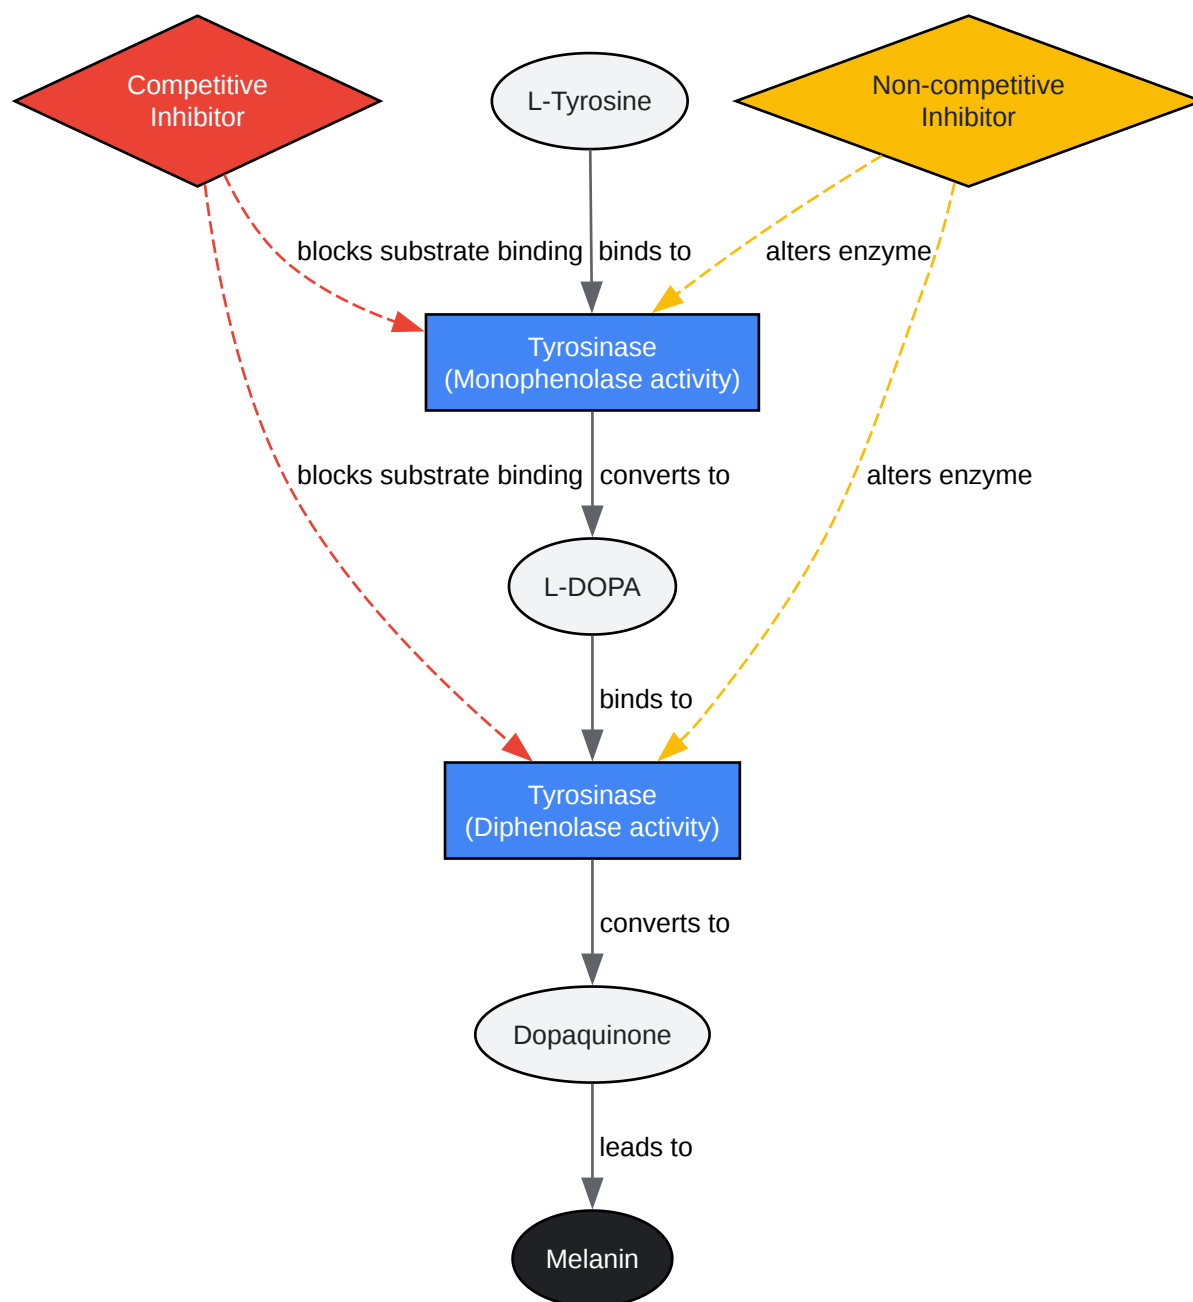 Competitive
Inhibitor
L-Tyrosine
Non-competitive
Inhibitor
blocks substrate binding
binds to
alters enzyme
Tyrosinase
(Monophenolase activity)
blocks substrate binding
converts to
alters enzyme
L-DOPA
binds to
Tyrosinase
(Diphenolase activity)
converts to
Dopaquinone
leads to
Melanin